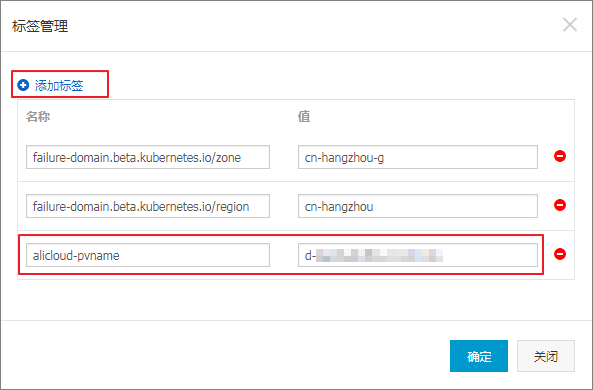 标签管理
添加标签
名称 值
failure-domain.beta.kubernetes.io/zone cn-hangzhou-g
failure-domain.beta.kubernetes.io/region cn-hangzhou
alicloud-pvname d-
确定 关闭